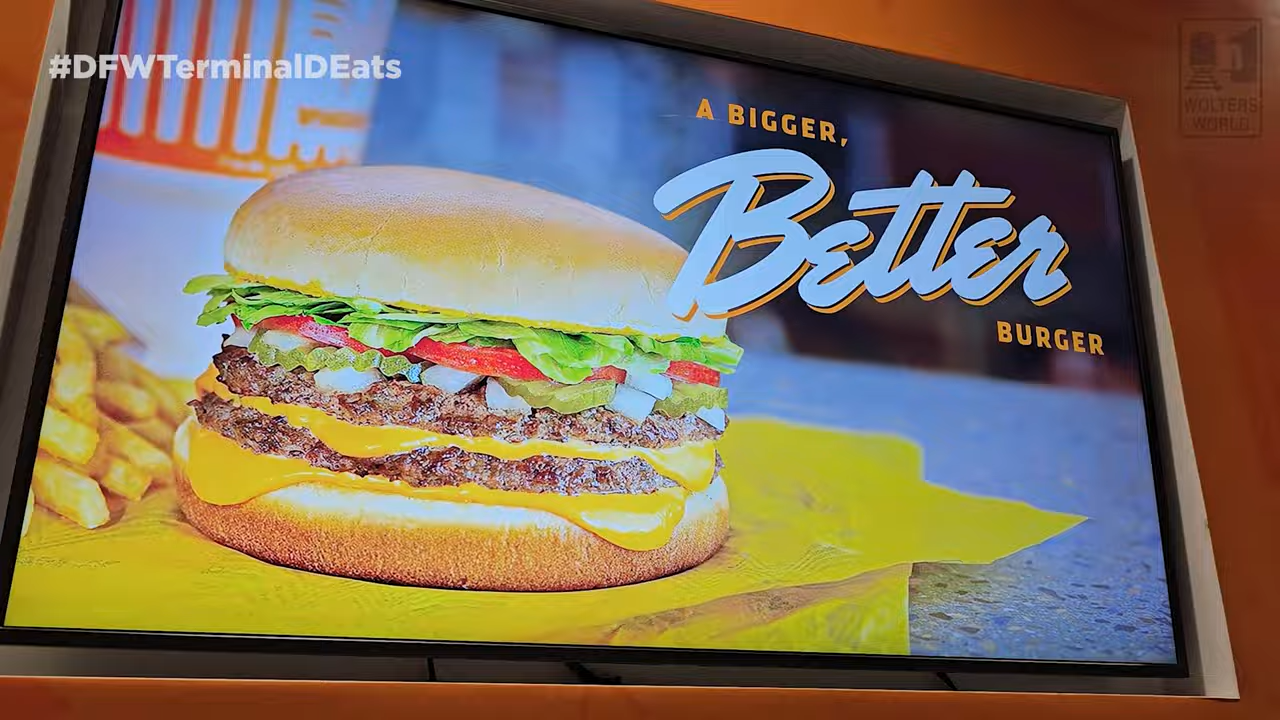 #DFWTerminalDEats
A BIGGER,
Better
BURGER
WOLTERS
WORLD